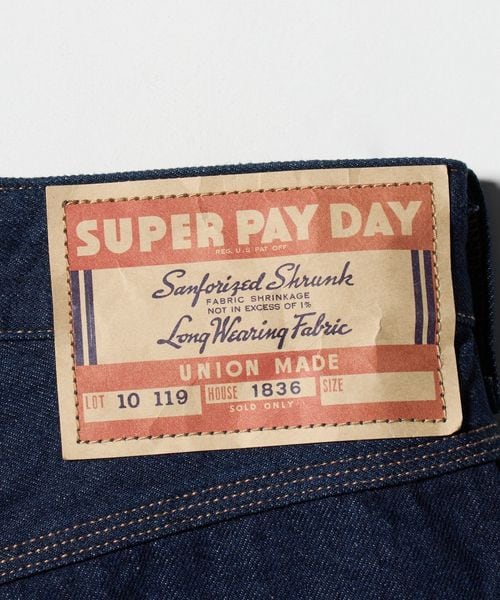 SUPER PAY DAY
REG. U.S. PAT. OFF.
Sanforized Shrunk
FABRIC SHRINKAGE
NOT IN EXCESS OF 1%
Long Wearing Fabric
UNION MADE
LOT 10 119 HOUSE 1836 SIZE
SOLD ONLY